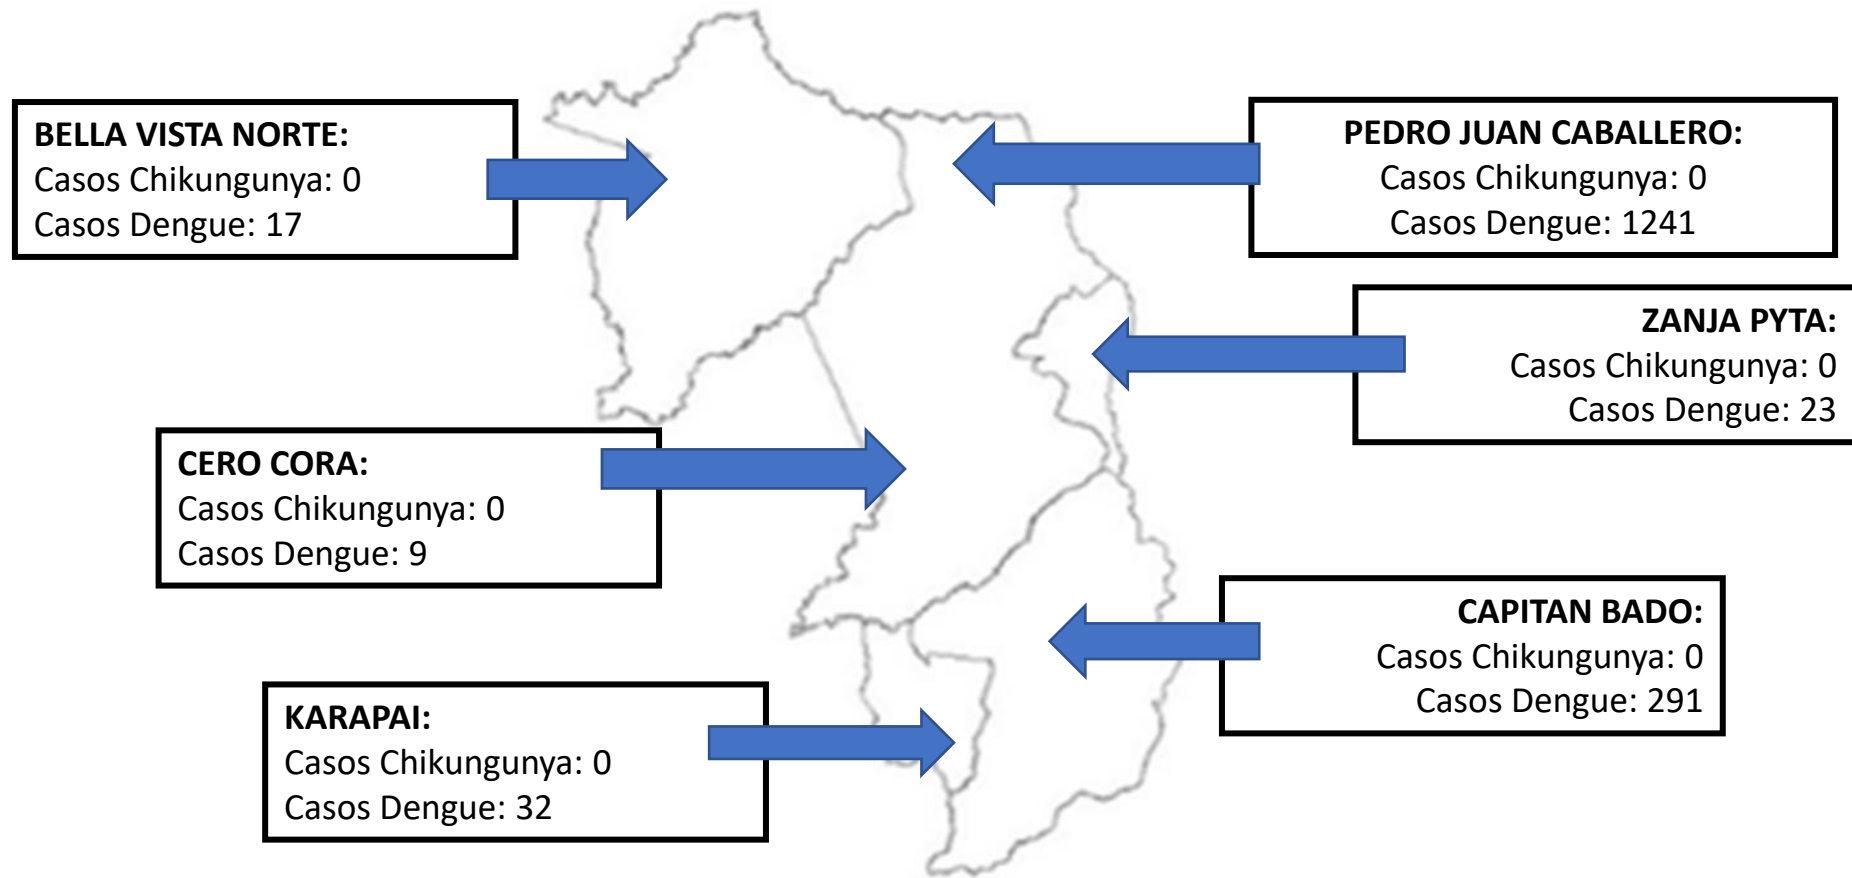 BELLA VISTA NORTE:
Casos Chikungunya: 0
Casos Dengue: 17
PEDRO JUAN CABALLERO:
Casos Chikungunya: 0
Casos Dengue: 1241
ZANJA PYTA:
Casos Chikungunya: 0
Casos Dengue: 23
CERO CORA:
Casos Chikungunya: 0
Casos Dengue: 9
CAPITAN BADO:
Casos Chikungunya: 0
Casos Dengue: 291
KARAPAI:
Casos Chikungunya: 0
Casos Dengue: 32